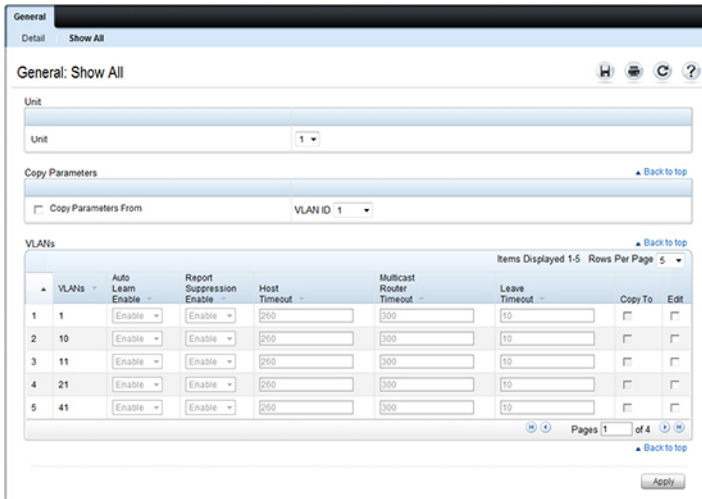 General
Detail Show All
General: Show All
?
Unit
Unit 1
Copy Parameters Back to top
Copy Parameters From VLAN ID 1
VLANs Back to top
Items Displayed 1-5 Rows Per Page 5
VLANs Auto Learn Enable Report Suppression Enable Host Timeout Multicast Router Timeout Leave Timeout Copy To Edit
1 1 Enable Enable 260 300 10
2 10 Enable Enable 260 300 10
3 11 Enable Enable 260 300 10
4 21 Enable Enable 260 300 10
5 41 Enable Enable 260 300 10
Pages 1 of 4
Back to top
Apply